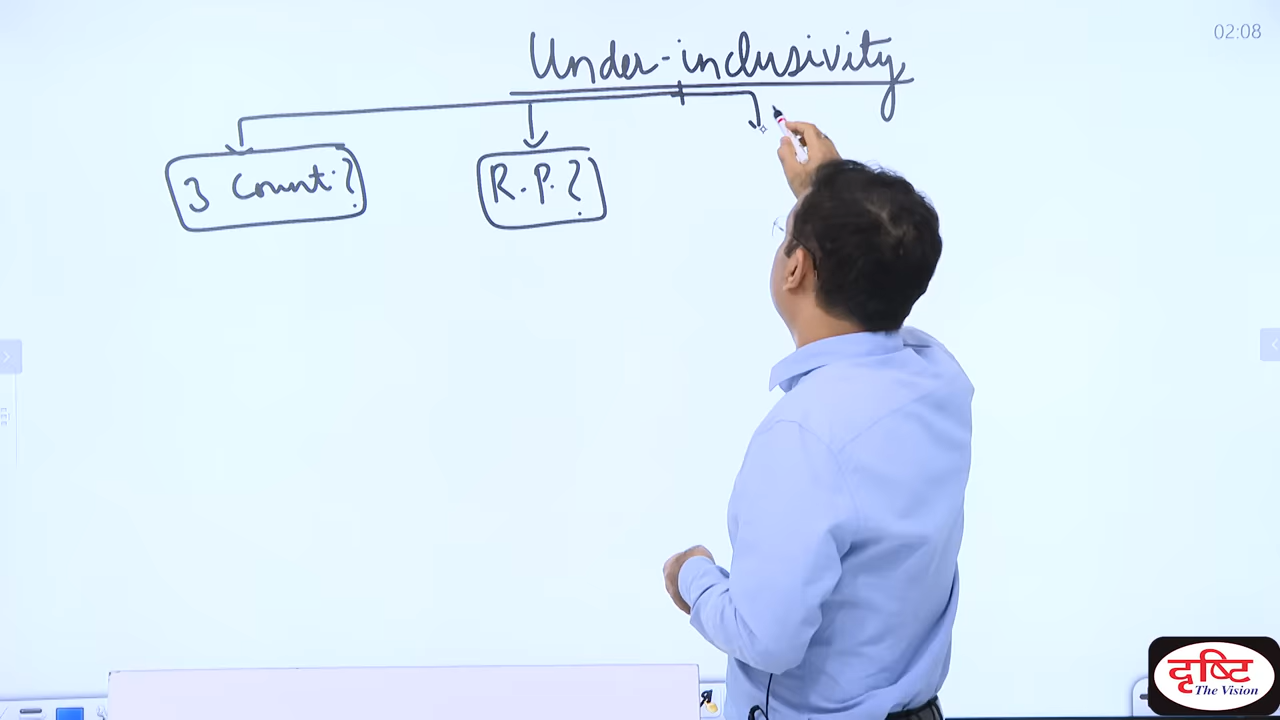 02:08
Under-inclusivity
3 Count.?
R.P.?
दृष्टि
The Vision